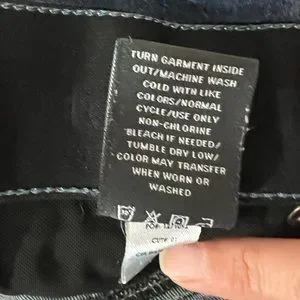 TURN GARMENT INSIDE
OUT/MACHINE WASH
COLD WITH LIKE
COLORS/NORMAL
CYCLE/USE ONLY
NON-CHLORINE
BLEACH IF NEEDED/
TUMBLE DRY LOW/
COLOR MAY TRANSFER
WHEN WORN OR
WASHED
CUT#